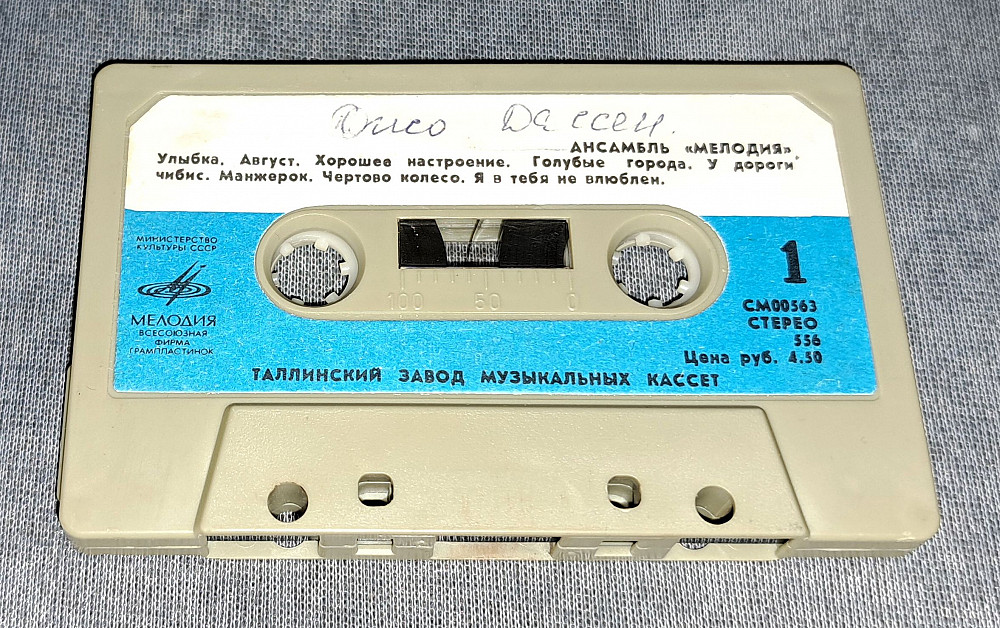 Джо Дассен.
АНСАМБЛЬ «МЕЛОДИЯ»
Улыбка. Август. Хорошее настроение. Голубые города. У дороги
чибис. Манжерок. Чертово колесо. Я в тебя не влюблен.
МИНИСТЕРСТВО
КУЛЬТУРЫ СССР
МЕЛОДИЯ
ВСЕСОЮЗНАЯ
ФИРМА
ГРАМПЛАСТИНОК
1
СМ00563
СТЕРЕО
556
Цена руб. 4.50
100 50 0
ТАЛЛИНСКИЙ ЗАВОД МУЗЫКАЛЬНЫХ КАССЕТ